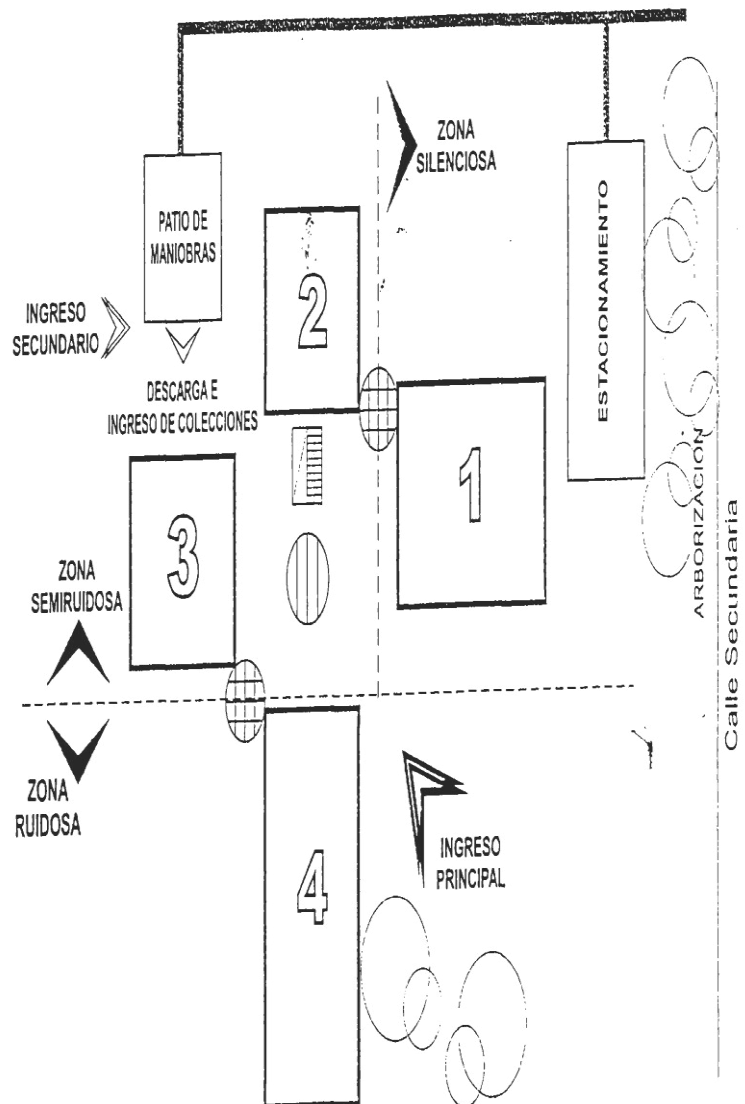 ZONA
SILENCIOSA
PATIO DE
MANIOBRAS
ESTACIONAMIENTO
2
INGRESO
SECUNDARIO
DESCARGA E
INGRESO DE COLECCIONES
1
3
ARBORIZACION
ZONA
SEMIRUIDOSA
Calle Secundaria
ZONA
RUIDOSA
INGRESO
PRINCIPAL
4